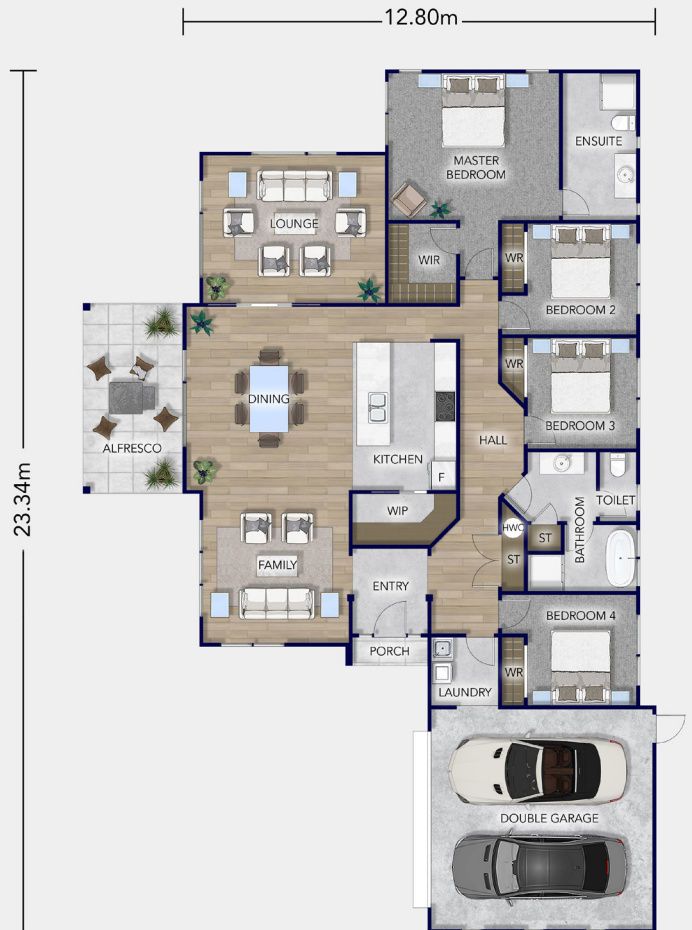 12.80m
MASTER
BEDROOM
ENSUITE
LOUNGE
WIR
WR
BEDROOM 2
WR
BEDROOM 3
DINING
ALFRESCO
KITCHEN
HALL
F
WIP
TOILET
BATHROOM
HWC
ST
ST
23.34m
FAMILY
ENTRY
PORCH
BEDROOM 4
WR
LAUNDRY
DOUBLE GARAGE